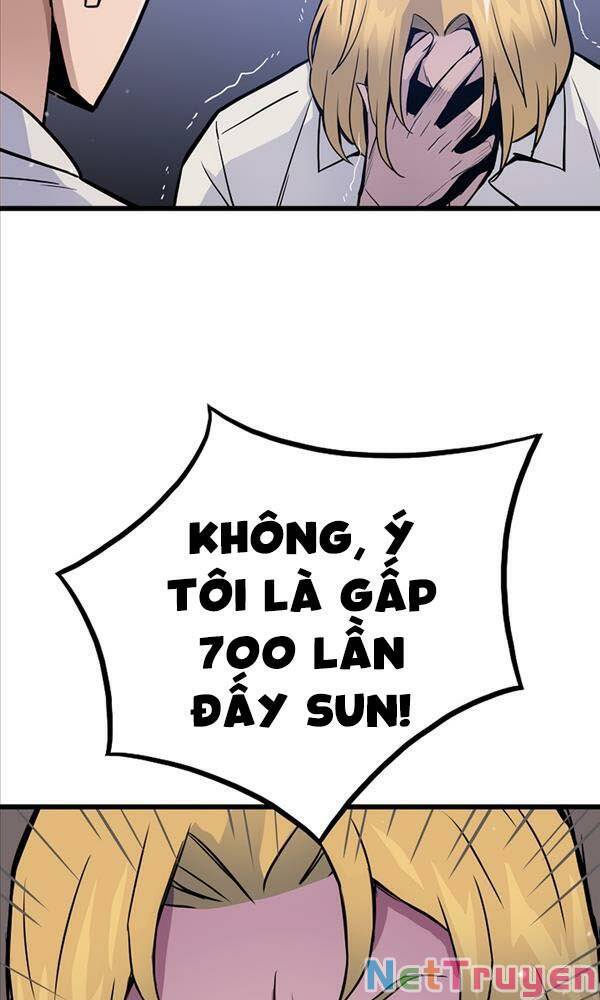 KHÔNG, Ý
TÔI LÀ GẤP
700 LẦN
ĐẤY SUN!
NetTruyen